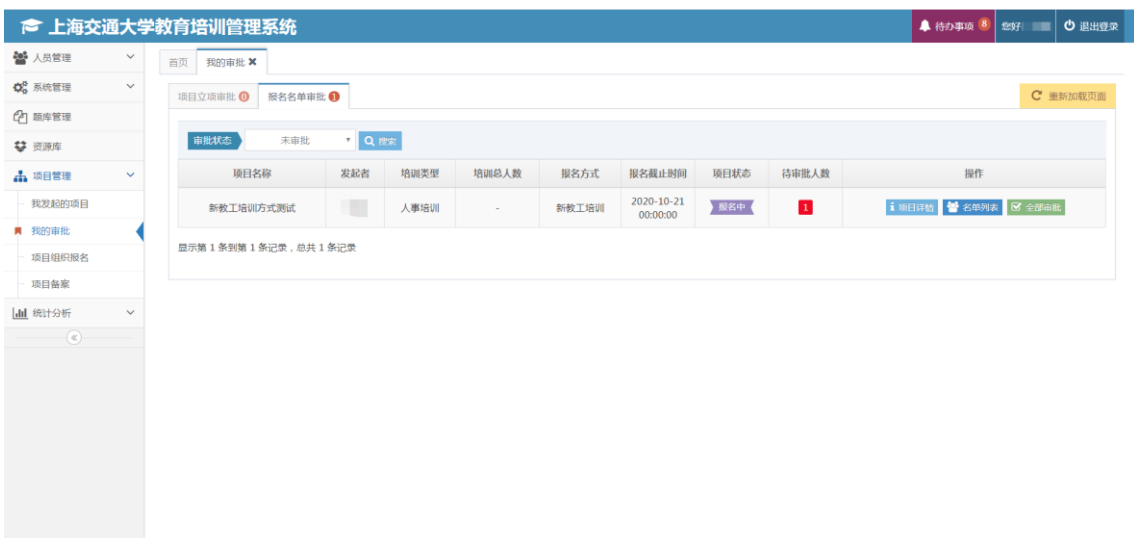 上海交通大学教育培训管理系统
待办事项 8 您好 退出登录
人员管理
系统管理
题库管理
资源库
项目管理
我发起的项目
我的审批
项目组织报名
项目备案
统计分析
首页 我的审批
项目立项审批 0 报名名单审批 1 重新加载页面
审批状态 未审批 搜索
项目名称 发起者 培训类型 培训总人数 报名方式 报名截止时间 项目状态 待审批人数 操作
新教工培训方式测试 人事培训 - 新教工培训 2020-10-21 报名中 1 项目详情 名单列表 全部审批
00:00:00
显示第 1 条到第 1 条记录，总共 1 条记录